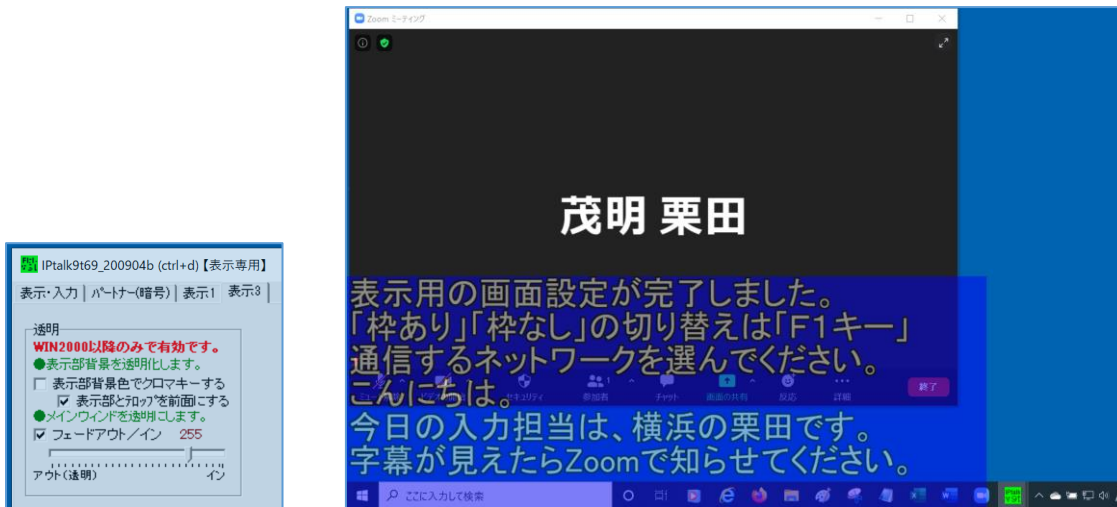 IPtalk9t69_200904b (ctrl+d)【表示専用】
表示・入力 パートナー(暗号) 表示1 表示3
透明
WIN2000以降のみで有効です。
●表示部背景を透明化します。
表示部背景色でクロマキーする
表示部とテロップを前面にする
●メインウィンドを透明にします。
フェードアウト/イン 255
アウト(透明) イン
Zoom ミーティング
茂明 栗田
表示用の画面設定が完了しました。
「枠あり」「枠なし」の切り替えは「F1キー」
通信するネットワークを選んでください。
こんにちは。
セキュリティ 参加者 チャット 画面の共有 反応 詳細 終了
1
今日の入力担当は、横浜の栗田です。
字幕が見えたらZoomで知らせてください。
ここに入力して検索